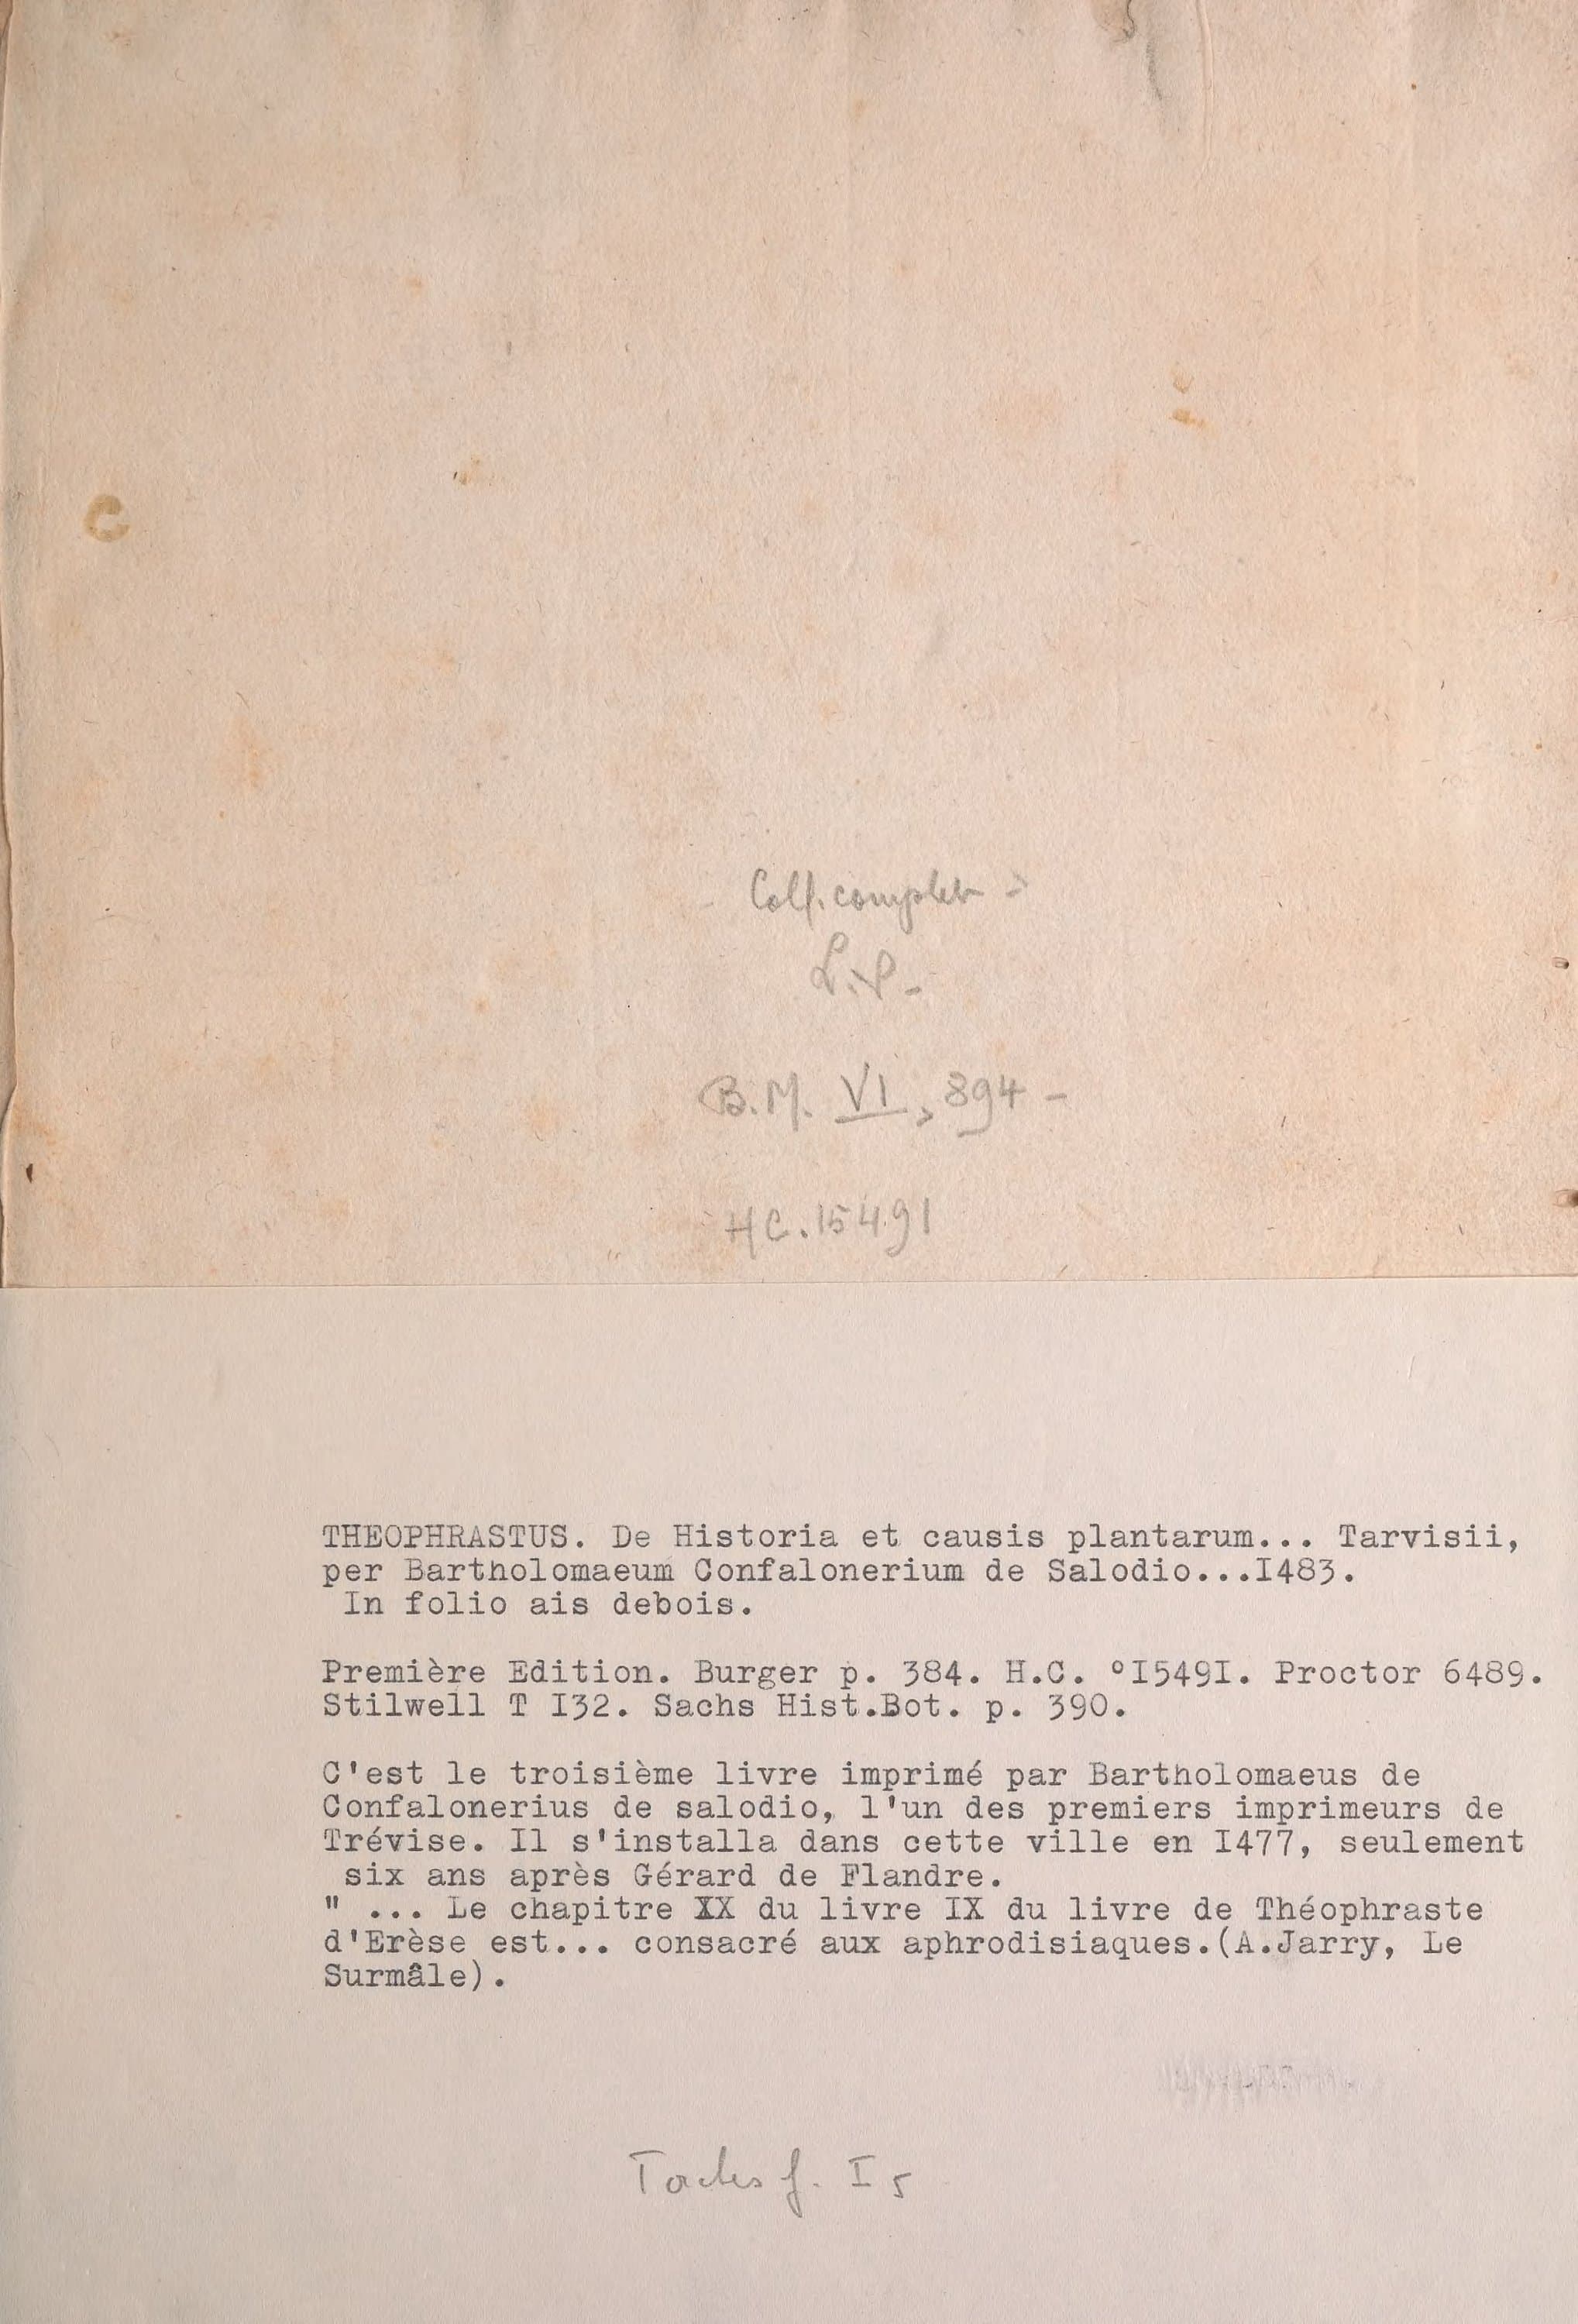 Coll. complet -
L.S. -
B.M. VI, 894 -
HC.15491
THEOPHRASTUS. De Historia et causis plantarum... Tarvisii,
per Bartholomaeum Confalonerium de Salodio...I483.
In folio ais debois.
Première Edition. Burger p. 384. H.C. °I549I. Proctor 6489.
Stilwell T I32. Sachs Hist.Bot. p. 390.
C'est le troisième livre imprimé par Bartholomaeus de
Confalonerius de salodio, l'un des premiers imprimeurs de
Trévise. Il s'installa dans cette ville en I477, seulement
six ans après Gérard de Flandre.
" ... Le chapitre XX du livre IX du livre de Théophraste
d'Erèse est... consacré aux aphrodisiaques.(A.Jarry, Le
Surmâle).
Taches f. I 5